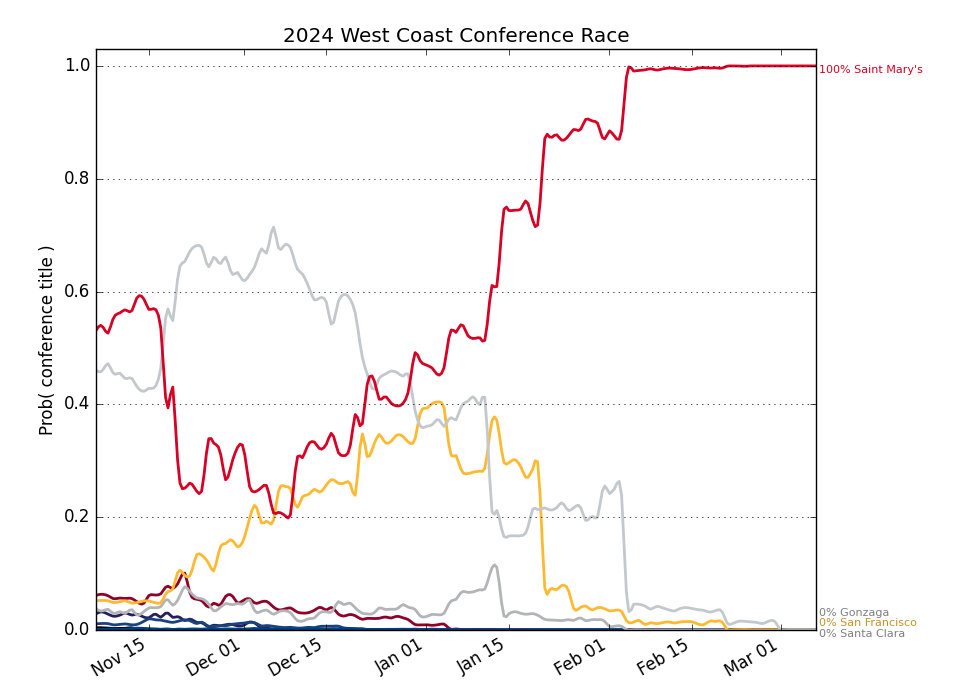 2024 West Coast Conference Race
Prob( conference title )
1.0
0.8
0.6
0.4
0.2
0.0
Nov 15
Dec 01
Dec 15
Jan 01
Jan 15
Feb 01
Feb 15
Mar 01
100% Saint Mary's
0% Gonzaga
0% San Francisco
0% Santa Clara